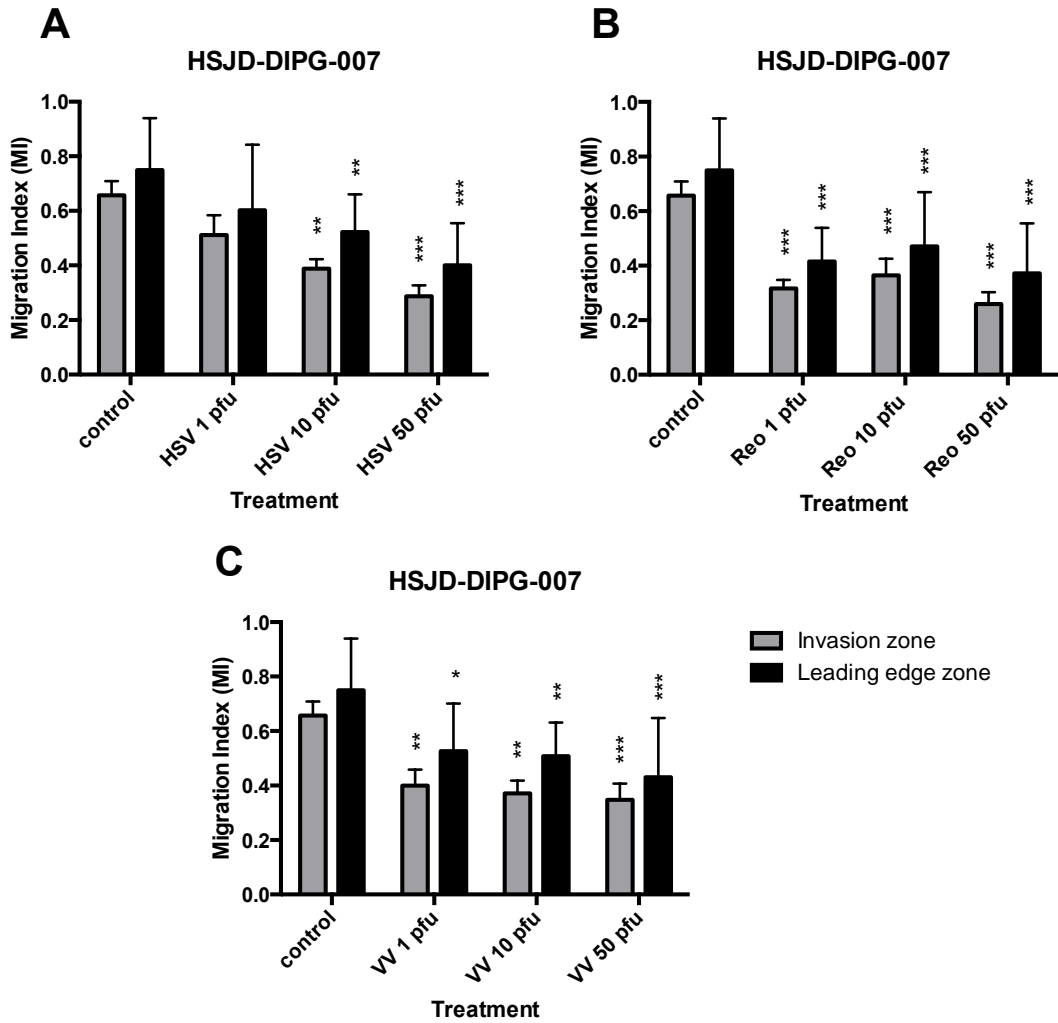 A
HSJD-DIPG-007
Migration Index (MI)
1.0
0.8
0.6
0.4
0.2
0.0
**
**
***
***
control
HSV 1 pfu
HSV 10 pfu
HSV 50 pfu
Treatment
B
HSJD-DIPG-007
Migration Index (MI)
1.0
0.8
0.6
0.4
0.2
0.0
***
***
***
***
***
***
control
Reo 1 pfu
Reo 10 pfu
Reo 50 pfu
Treatment
C
HSJD-DIPG-007
Migration Index (MI)
1.0
0.8
0.6
0.4
0.2
0.0
**
*
**
**
***
***
control
VV 1 pfu
VV 10 pfu
VV 50 pfu
Treatment
Invasion zone
Leading edge zone